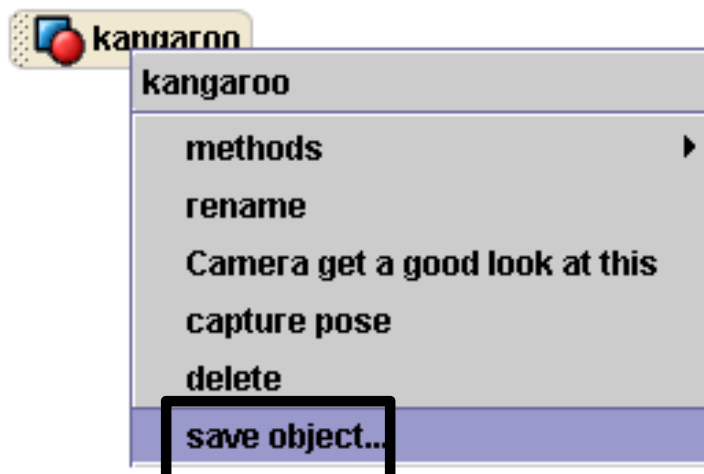 kangaroo
kangaroo
methods
rename
Camera get a good look at this
capture pose
delete
save object...